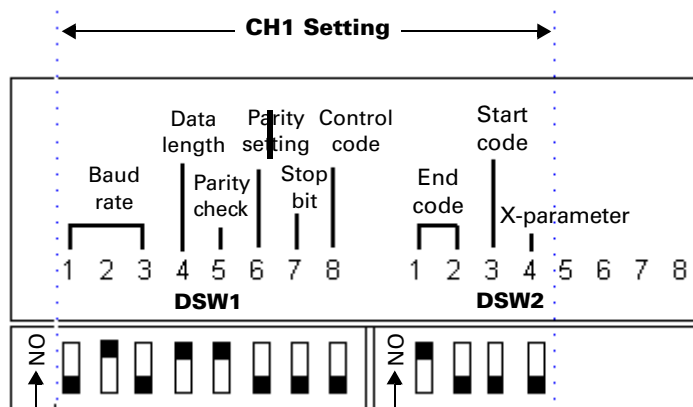 CH1 Setting
Data length
Parity setting
Control code
Start code
Baud rate
Parity check
Stop bit
End code
X-parameter
1 2 3 4 5 6 7 8
1 2 3 4 5 6 7 8
DSW1
DSW2
ON
ON